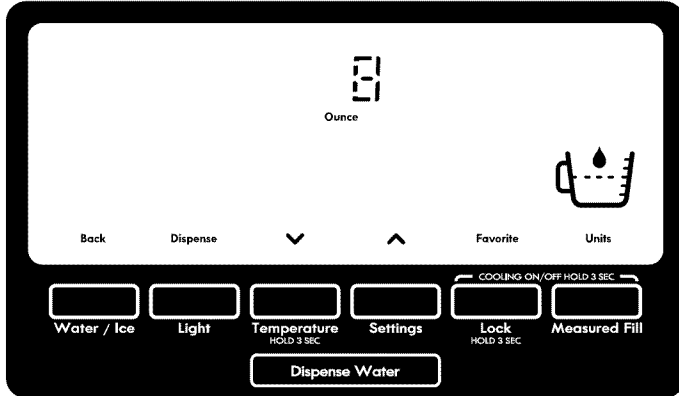 8
Ounce
Back Dispense Favorite Units
COOLING ON/OFF HOLD 3 SEC
Water / Ice Light Temperature Settings Lock Measured Fill
HOLD 3 SEC HOLD 3 SEC
Dispense Water